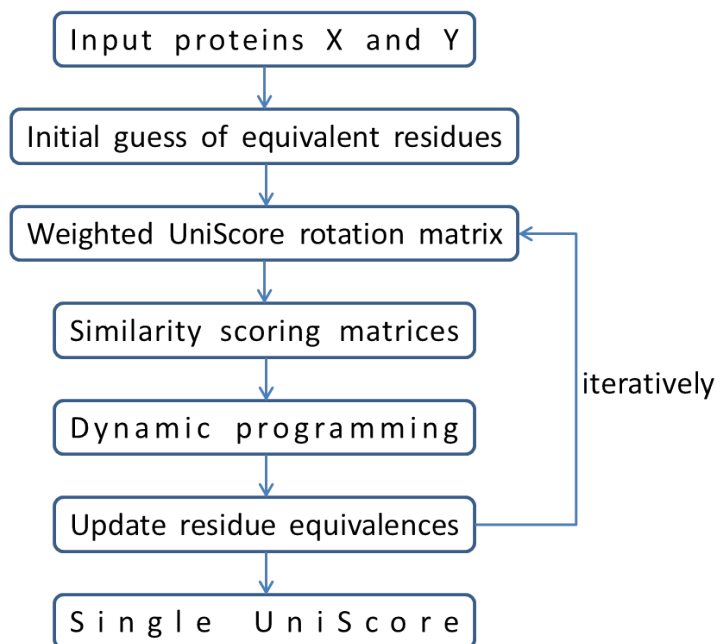 Input proteins X and Y
Initial guess of equivalent residues
Weighted UniScore rotation matrix
Similarity scoring matrices
iteratively
Dynamic programming
Update residue equivalences
Single UniScore